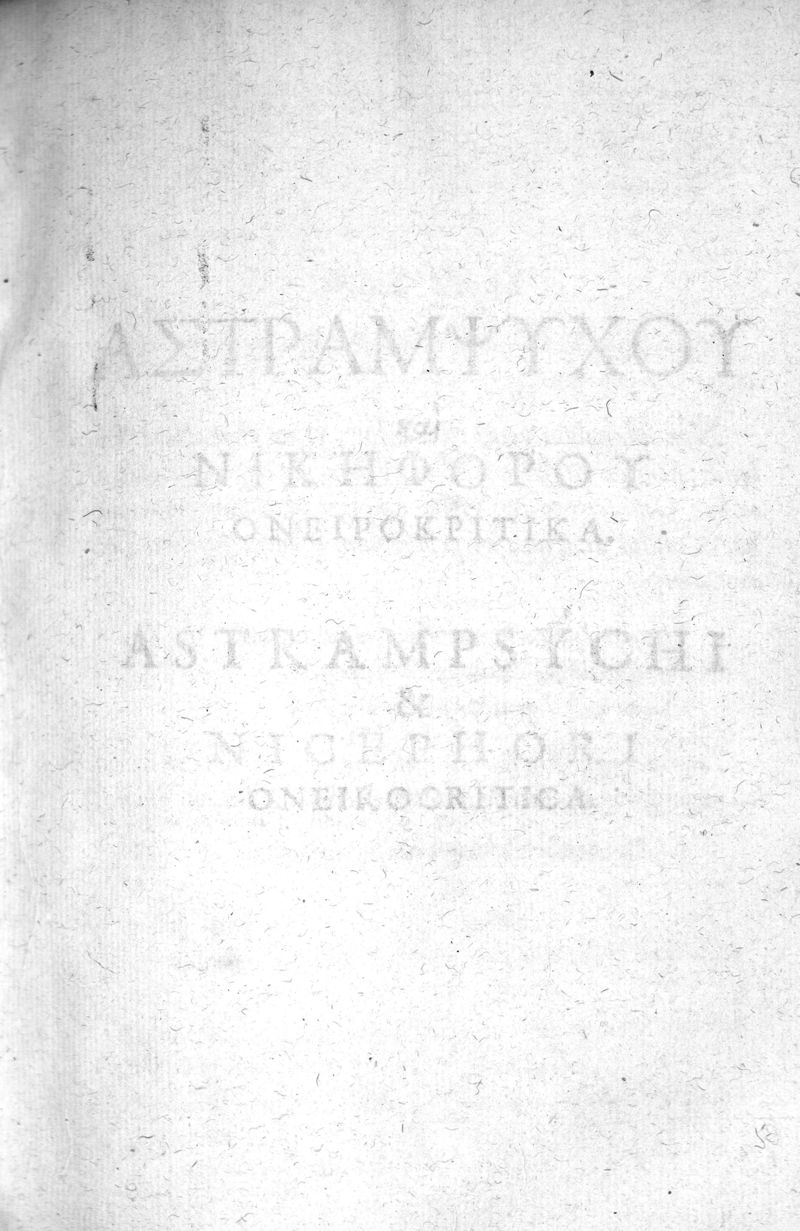 ΑΣΤΡΑΜΨΥΧΟΥ
καὶ
ΝΙΚΗΦΟΡΟΥ
ΟΝΕΙΡΟΚΡΙΤΙΚΑ.
ASTRAMPSYCHI
&
NICEPHORI
ONEIROCRITICA.